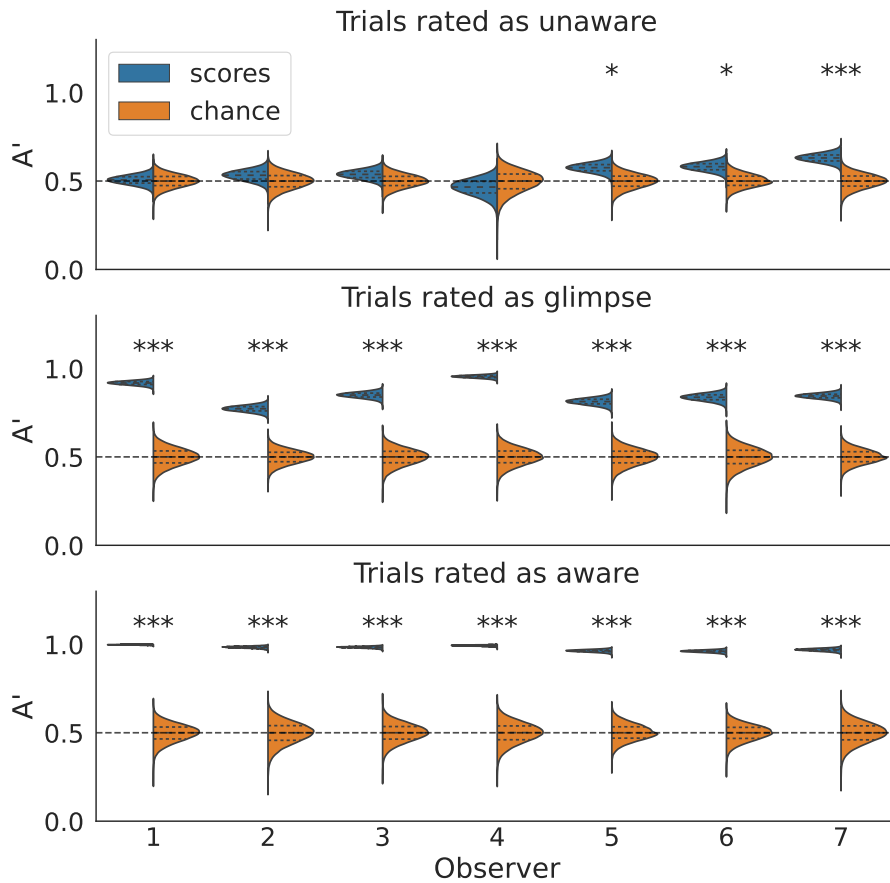 Trials rated as unaware
scores
chance
* * ***
A'
1.0
0.5
0.0
Trials rated as glimpse
*** *** *** *** *** *** ***
A'
1.0
0.5
0.0
Trials rated as aware
*** *** *** *** *** *** ***
A'
1.0
0.5
0.0
1 2 3 4 5 6 7
Observer